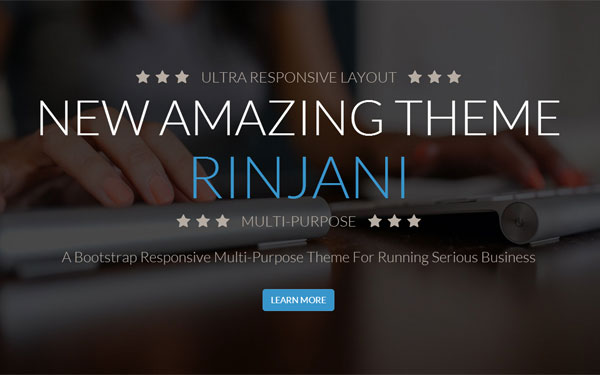 ULTRA RESPONSIVE LAYOUT
NEW AMAZING THEME
RINJANI
MULTI-PURPOSE
A Bootstrap Responsive Multi-Purpose Theme For Running Serious Business
LEARN MORE